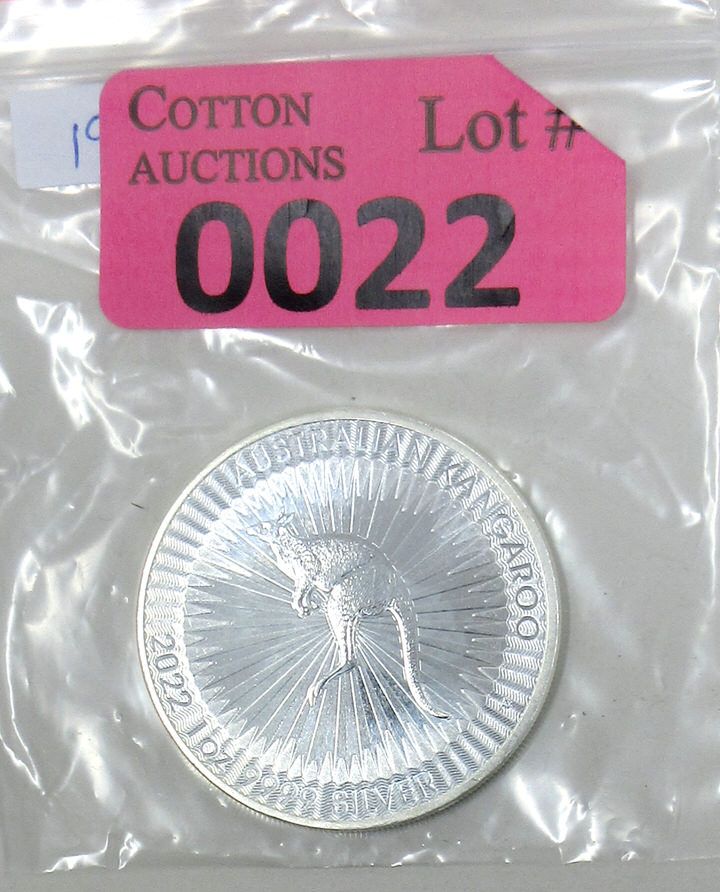 COTTON
AUCTIONS
Lot #
0022
AUSTRALIAN KANGAROO
2022 1oz 9999 SILVER